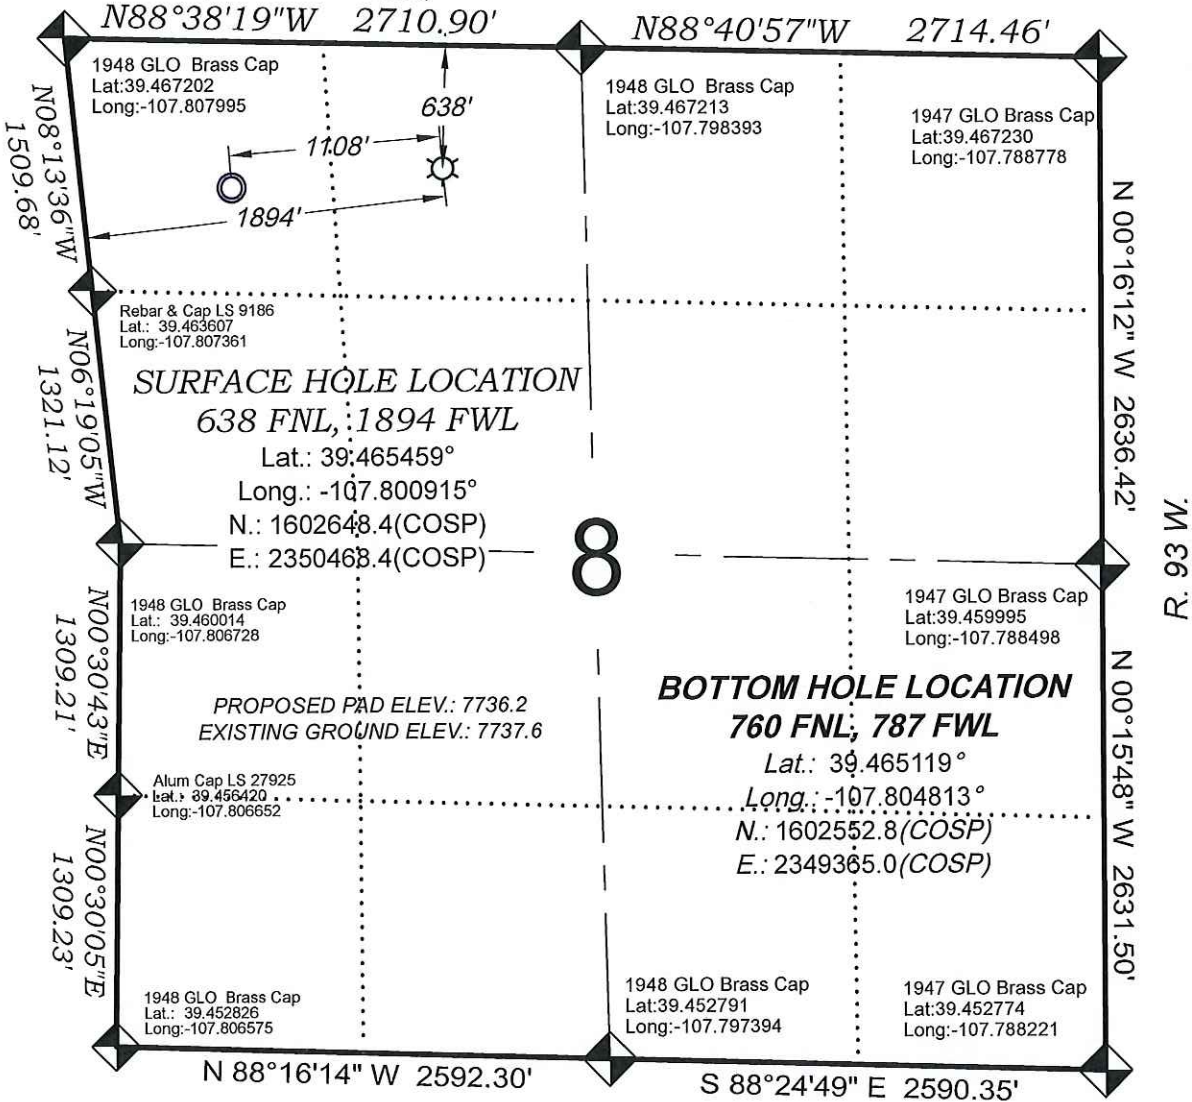 N88°38'19"W 2710.90'
N88°40'57"W 2714.46'
1948 GLO Brass Cap
Lat:39.467202
Long:-107.807995
638'
1948 GLO Brass Cap
Lat:39.467213
Long:-107.798393
1947 GLO Brass Cap
Lat:39.467230
Long:-107.788778
N08°13'36"W
1509.68'
1108'
1894'
N 00°16'12" W 2636.42'
Rebar & Cap LS 9186
Lat.: 39.463607
Long:-107.807361
N06°19'05"W
1321.12'
SURFACE HOLE LOCATION
638 FNL, 1894 FWL
Lat.: 39.465459°
Long.: -107.800915°
N.: 1602648.4(COSP)
E.: 2350468.4(COSP)
8
R. 93 W.
1948 GLO Brass Cap
Lat.: 39.460014
Long:-107.806728
1947 GLO Brass Cap
Lat:39.459995
Long:-107.788498
N00°30'43"E
1309.21'
PROPOSED PAD ELEV.: 7736.2
EXISTING GROUND ELEV.: 7737.6
BOTTOM HOLE LOCATION
760 FNL, 787 FWL
Lat.: 39.465119°
Long.: -107.804813°
N.: 1602552.8(COSP)
E.: 2349365.0(COSP)
N 00°15'48" W 2631.50'
Alum Cap LS 27925
Lat.: 39.456420
Long:-107.806652
N00°30'05"E
1309.23'
1948 GLO Brass Cap
Lat.: 39.452826
Long:-107.806575
1948 GLO Brass Cap
Lat:39.452791
Long:-107.797394
1947 GLO Brass Cap
Lat:39.452774
Long:-107.788221
N 88°16'14" W 2592.30'
S 88°24'49" E 2590.35'